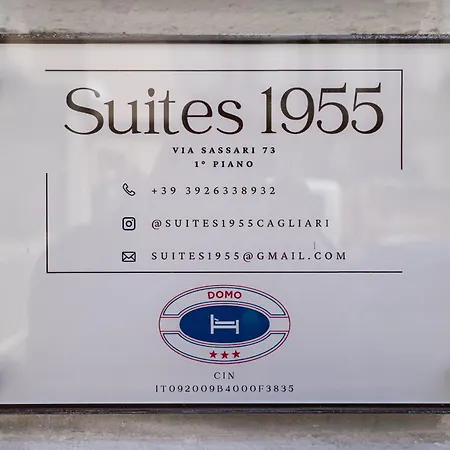 Suites 1955
VIA SASSARI 73
1° PIANO
+39 3926338932
@SUITES1955CAGLIARI
SUITES1955@GMAIL.COM
DOMO
CIN
IT092009B4000F3835